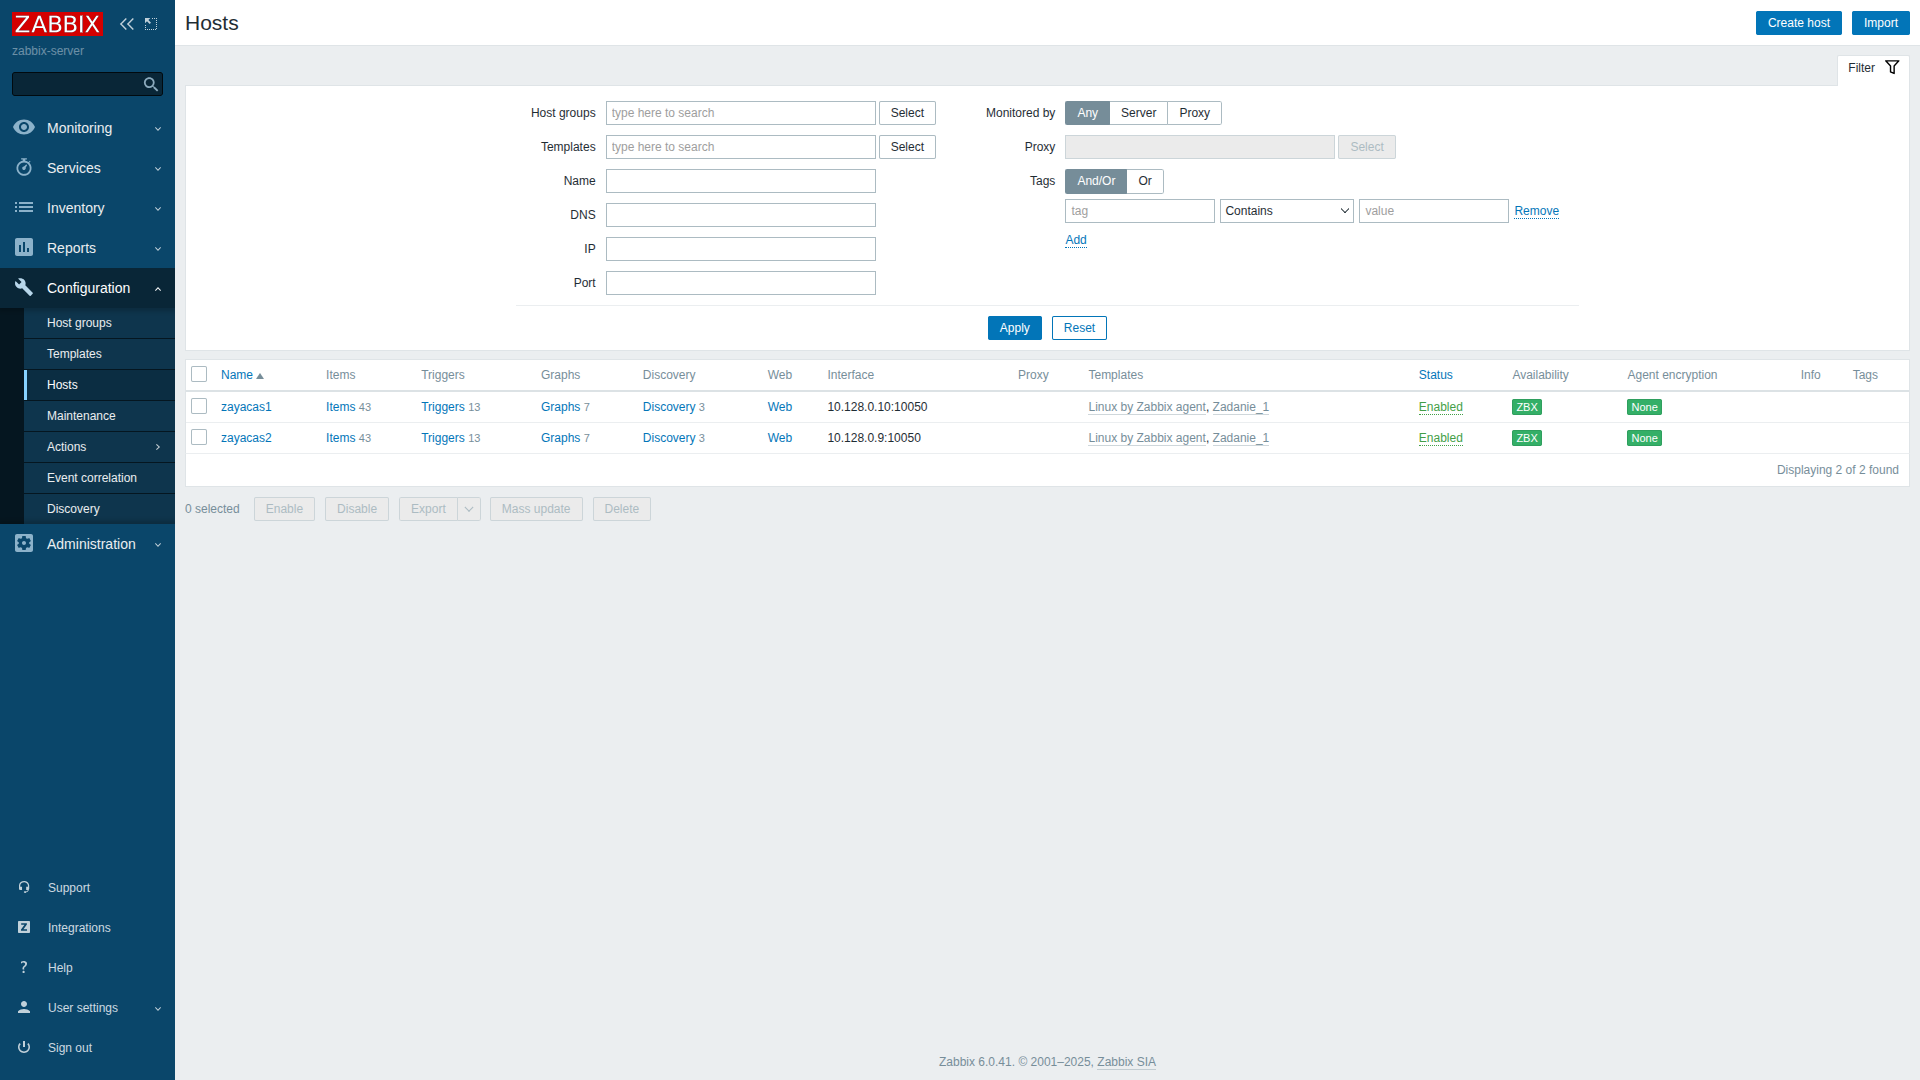 ZABBIX
zabbix-server
Monitoring
Services
Inventory
Reports
Configuration
Host groups
Templates
Hosts
Maintenance
Actions
Event correlation
Discovery
Administration
Support
Integrations
? Help
User settings
Sign out
Hosts Create host Import
Filter
Host groups type here to search Select Monitored by Any Server Proxy
Templates type here to search Select Proxy Select
Name Tags And/Or Or
tag Contains value Remove
DNS
Add
IP
Port
Apply Reset
Name Items Triggers Graphs Discovery Web Interface Proxy Templates Status Availability Agent encryption Info Tags
zayacas1 Items 43 Triggers 13 Graphs 7 Discovery 3 Web 10.128.0.10:10050 Linux by Zabbix agent, Zadanie_1 Enabled ZBX None
zayacas2 Items 43 Triggers 13 Graphs 7 Discovery 3 Web 10.128.0.9:10050 Linux by Zabbix agent, Zadanie_1 Enabled ZBX None
Displaying 2 of 2 found
0 selected Enable Disable Export Mass update Delete
Zabbix 6.0.41. © 2001–2025, Zabbix SIA